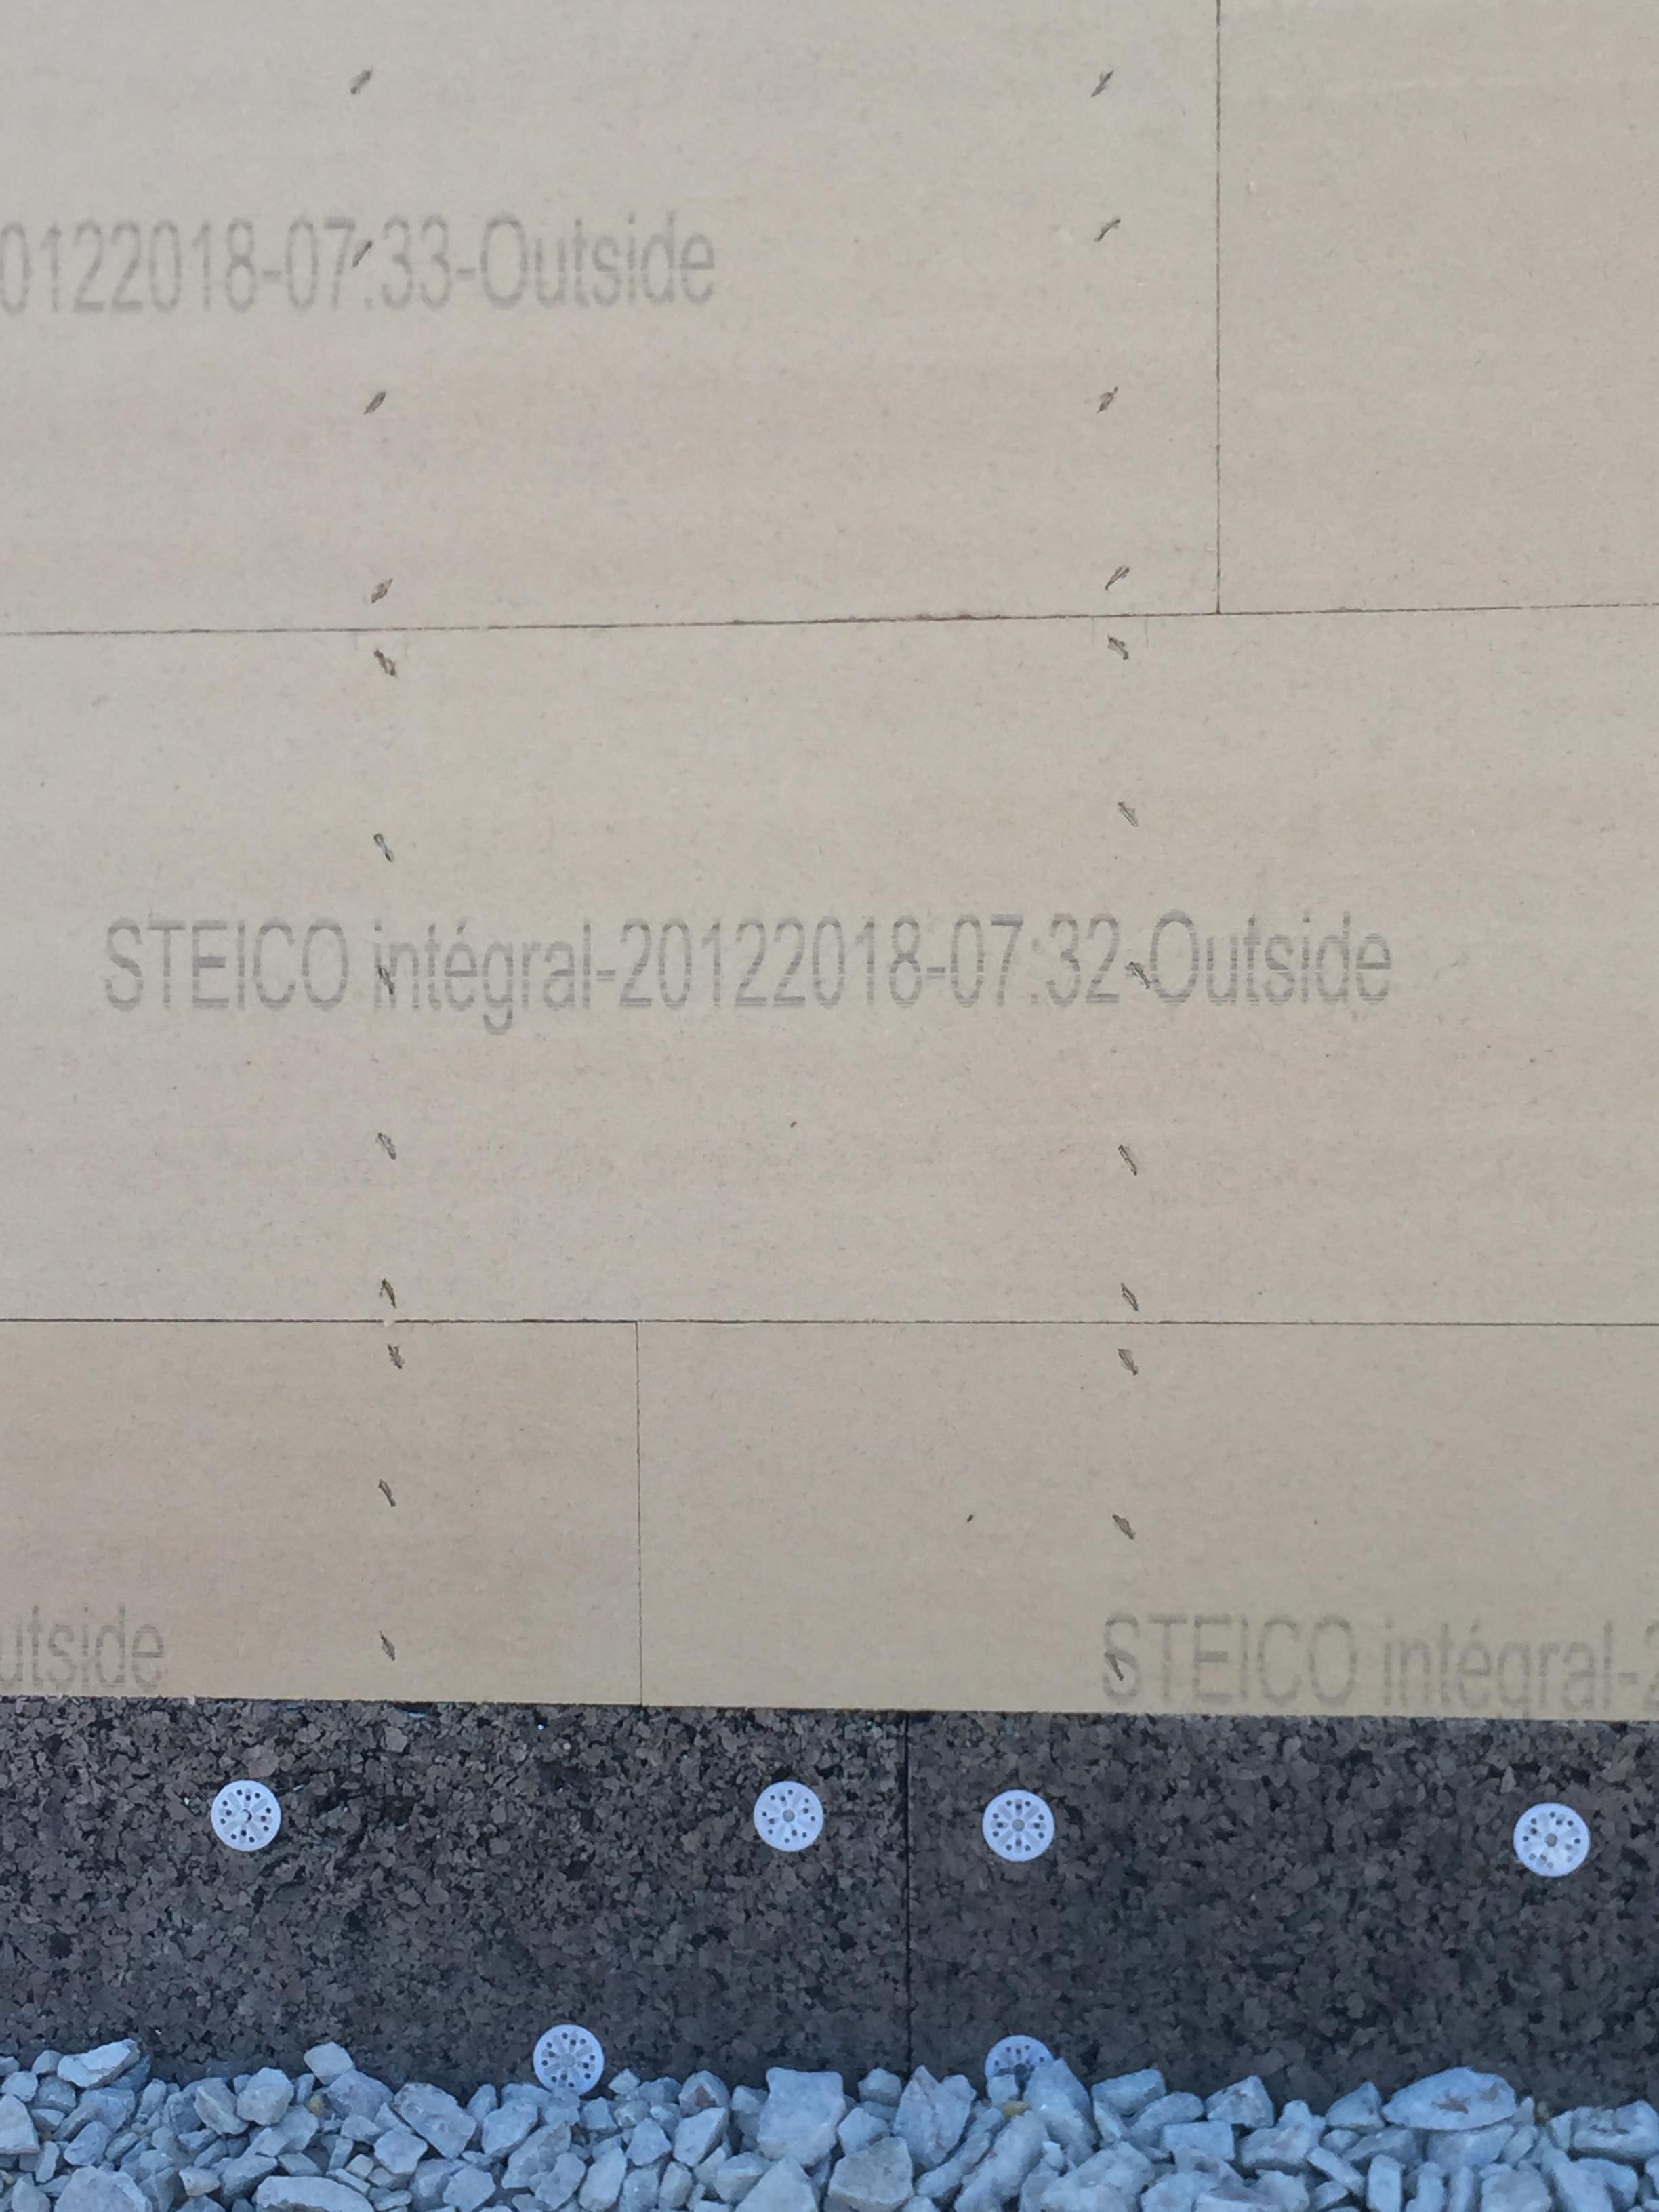 0122018-07:33-Outside
STEICO intégral-20122018-07:32-Outside
utside
STEICO intégral-2